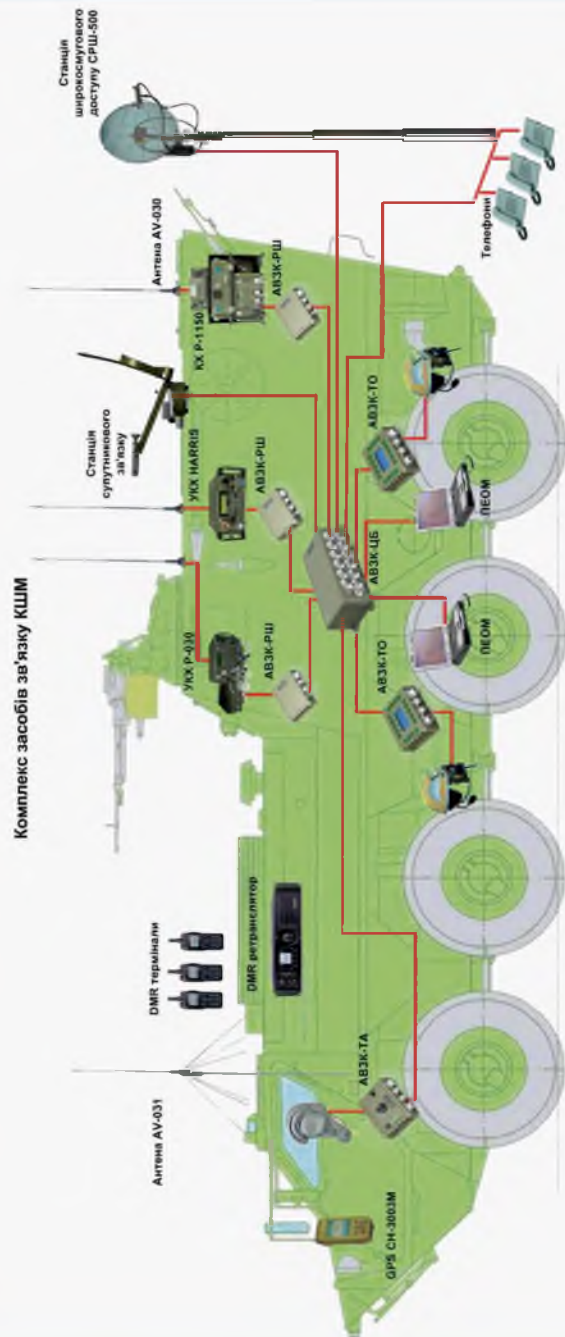 Комплекс засобів зв'язку КШМ
Антена AV-031
DMR термінали
Станція
супутникового
зв'язку
Антена AV-030
Станція
широкосмугового
доступу СРШ-500
DMR ретранслятор
УКХ Р-030
УКХ HARRIS
КХ Р-1150
АВЗК-РШ
АВЗК-РШ
АВЗК-РШ
GPS СН-3003М
АВЗК-ТА
АВЗК-ТО
АВЗК-ЦБ
АВЗК-ТО
ПЕОМ
ПЕОМ
Телефони